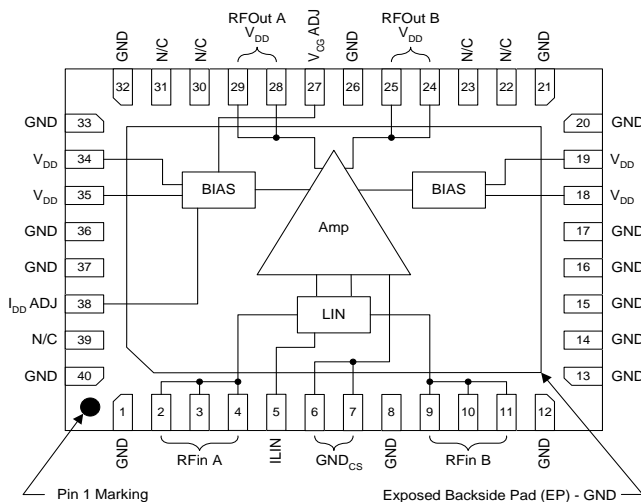 RFOut A
V_DD
V_CG ADJ
RFOut B
V_DD
GND
N/C
N/C
GND
N/C
N/C
GND
32
31
30
29
28
27
26
25
24
23
22
21
GND
33
20
GND
V_DD
34
19
V_DD
BIAS
BIAS
V_DD
35
18
V_DD
GND
36
17
GND
Amp
GND
37
16
GND
I_DD ADJ
38
15
GND
LIN
N/C
39
14
GND
GND
40
13
GND
1
2
3
4
5
6
7
8
9
10
11
12
GND
RFin A
ILIN
GND_CS
GND
RFin B
GND
Pin 1 Marking
Exposed Backside Pad (EP) - GND